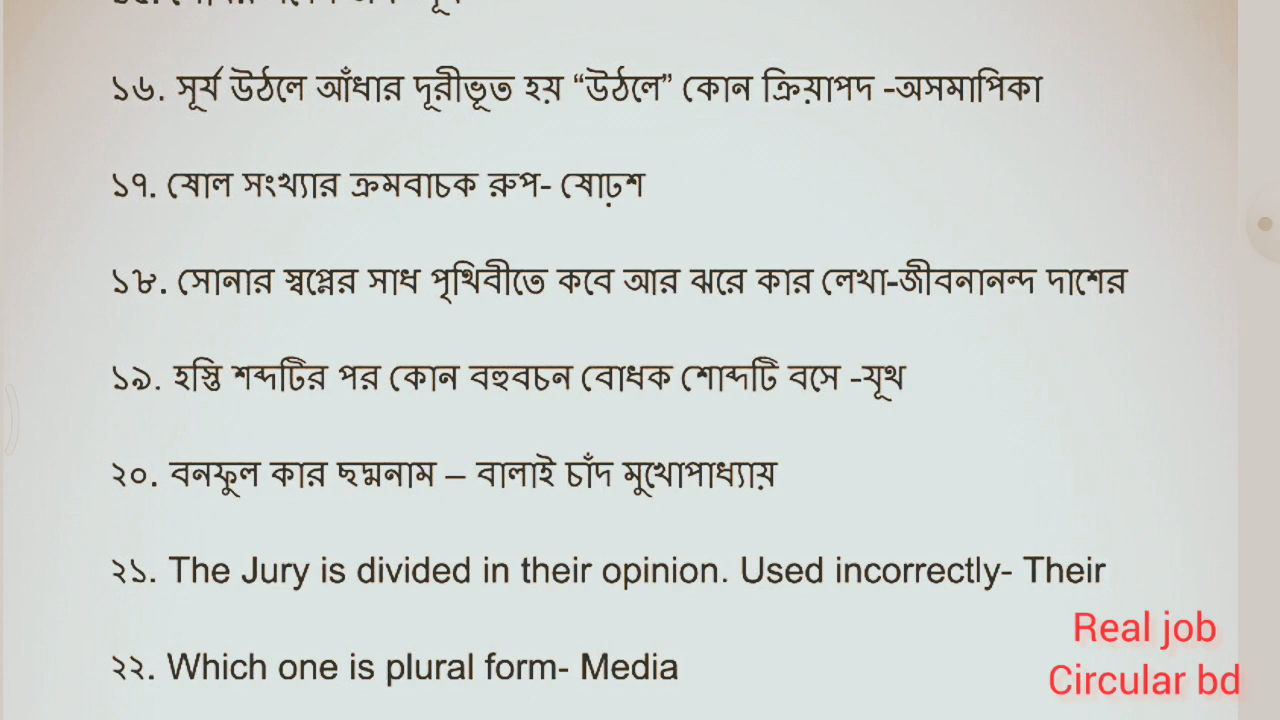 ১৬. সূর্য উঠলে আঁধার দূরীভূত হয় “উঠলে” কোন ক্রিয়াপদ -অসমাপিকা
১৭. ষোল সংখ্যার ক্রমবাচক রুপ- ষোঢ়শ
১৮. সোনার স্বপ্নের সাধ পৃথিবীতে কবে আর ঝরে কার লেখা-জীবনানন্দ দাশের
১৯. হস্তি শব্দটির পর কোন বহুবচন বোধক শোব্দটি বসে -যূথ
২০. বনফুল কার ছদ্মনাম – বালাই চাঁদ মুখোপাধ্যায়
২১. The Jury is divided in their opinion. Used incorrectly- Their
২২. Which one is plural form- Media
Real job
Circular bd